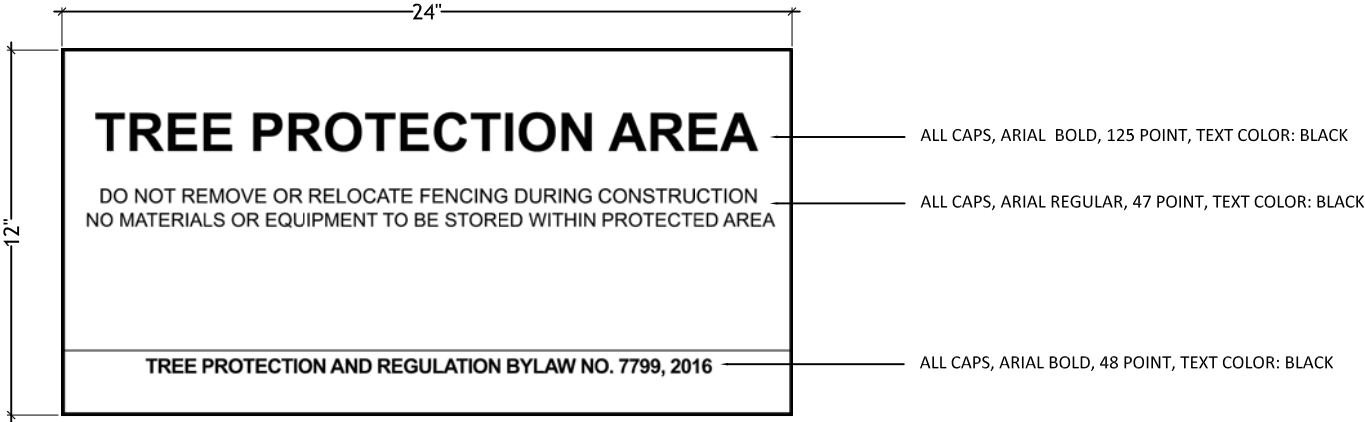 24"
12"
TREE PROTECTION AREA
ALL CAPS, ARIAL BOLD, 125 POINT, TEXT COLOR: BLACK
DO NOT REMOVE OR RELOCATE FENCING DURING CONSTRUCTION
NO MATERIALS OR EQUIPMENT TO BE STORED WITHIN PROTECTED AREA
ALL CAPS, ARIAL REGULAR, 47 POINT, TEXT COLOR: BLACK
TREE PROTECTION AND REGULATION BYLAW NO. 7799, 2016
ALL CAPS, ARIAL BOLD, 48 POINT, TEXT COLOR: BLACK